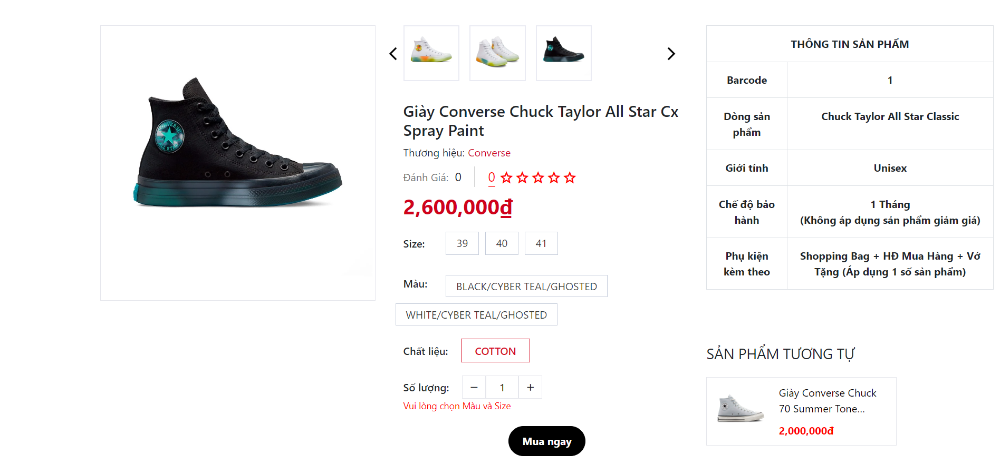 Giày Converse Chuck Taylor All Star Cx
Spray Paint
Thương hiệu: Converse
Đánh Giá: 0 0
2,600,000₫
Size: 39 40 41
Màu: BLACK/CYBER TEAL/GHOSTED
WHITE/CYBER TEAL/GHOSTED
Chất liệu: COTTON
Số lượng: − 1 +
Vui lòng chọn Màu và Size
Mua ngay
THÔNG TIN SẢN PHẨM
Barcode 1
Dòng sản
phẩm
Chuck Taylor All Star Classic
Giới tính Unisex
Chế độ bảo
hành
1 Tháng
(Không áp dụng sản phẩm giảm giá)
Phụ kiện
kèm theo
Shopping Bag + HĐ Mua Hàng + Vớ
Tặng (Áp dụng 1 số sản phẩm)
SẢN PHẨM TƯƠNG TỰ
Giày Converse Chuck
70 Summer Tone...
2,000,000đ
CONVERSE
ALL STAR